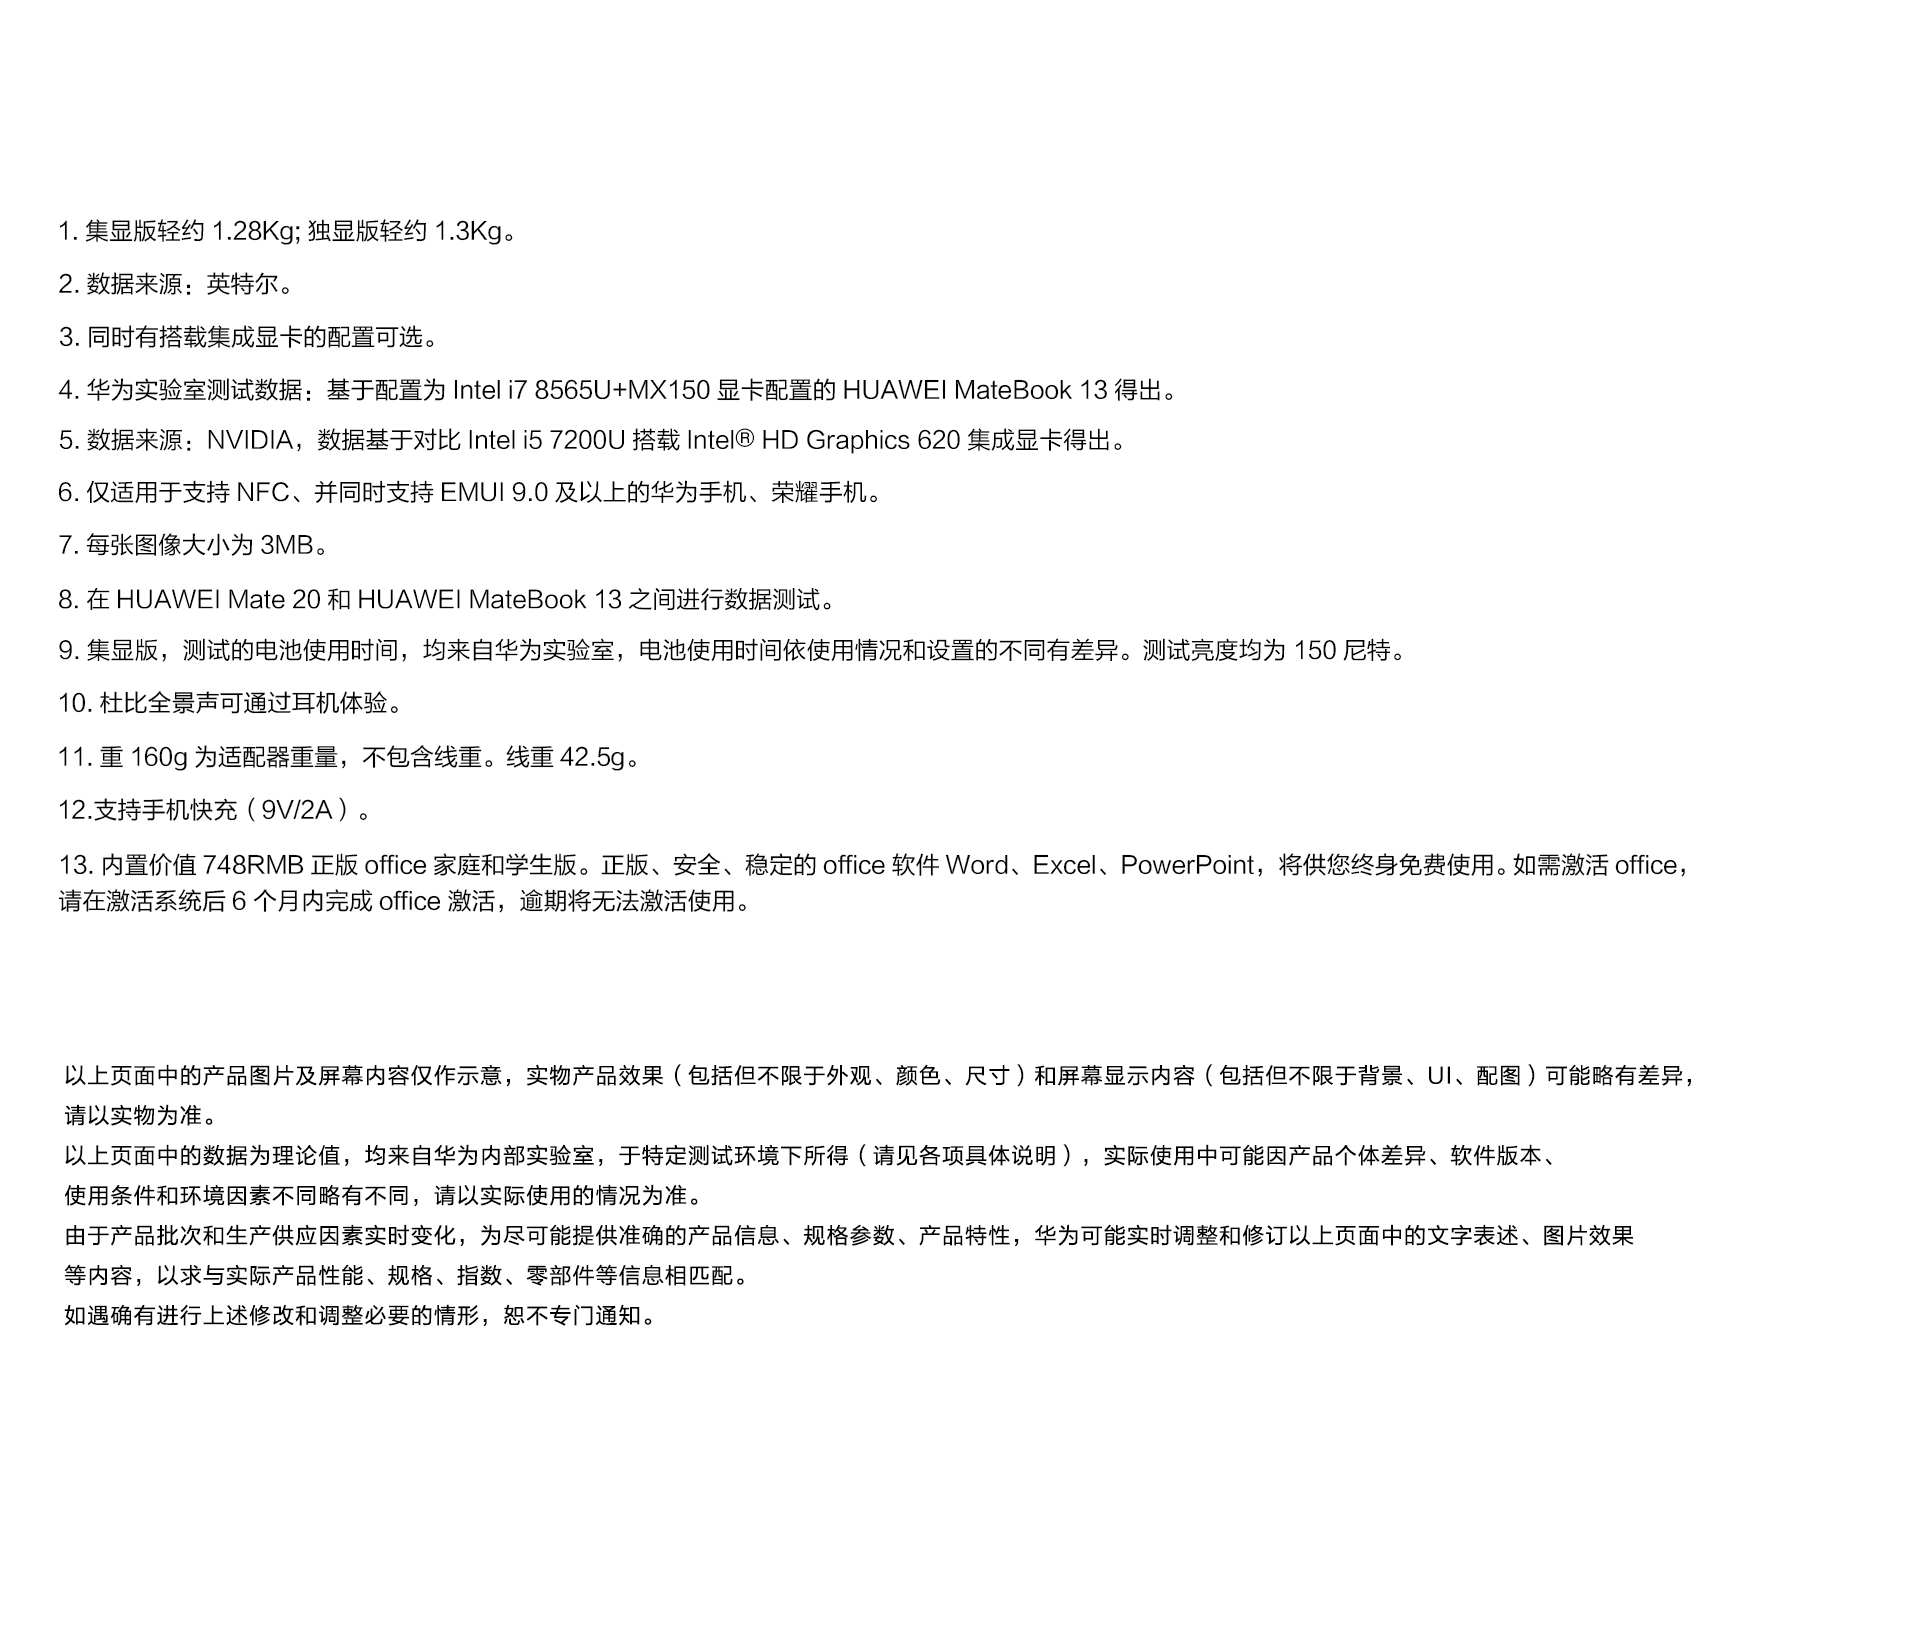 1. 集显版轻约 1.28Kg; 独显版轻约 1.3Kg。
2. 数据来源：英特尔。
3. 同时有搭载集成显卡的配置可选。
4. 华为实验室测试数据：基于配置为 Intel i7 8565U+MX150 显卡配置的 HUAWEI MateBook 13 得出。
5. 数据来源：NVIDIA，数据基于对比 Intel i5 7200U 搭载 Intel® HD Graphics 620 集成显卡得出。
6. 仅适用于支持 NFC、并同时支持 EMUI 9.0 及以上的华为手机、荣耀手机。
7. 每张图像大小为 3MB。
8. 在 HUAWEI Mate 20 和 HUAWEI MateBook 13 之间进行数据测试。
9. 集显版，测试的电池使用时间，均来自华为实验室，电池使用时间依使用情况和设置的不同有差异。测试亮度均为 150 尼特。
10. 杜比全景声可通过耳机体验。
11. 重 160g 为适配器重量，不包含线重。线重 42.5g。
12.支持手机快充（9V/2A）。
13. 内置价值 748RMB 正版 office 家庭和学生版。正版、安全、稳定的 office 软件 Word、Excel、PowerPoint，将供您终身免费使用。如需激活 office，
请在激活系统后 6 个月内完成 office 激活，逾期将无法激活使用。
以上页面中的产品图片及屏幕内容仅作示意，实物产品效果（包括但不限于外观、颜色、尺寸）和屏幕显示内容（包括但不限于背景、UI、配图）可能略有差异，
请以实物为准。
以上页面中的数据为理论值，均来自华为内部实验室，于特定测试环境下所得（请见各项具体说明），实际使用中可能因产品个体差异、软件版本、
使用条件和环境因素不同略有不同，请以实际使用的情况为准。
由于产品批次和生产供应因素实时变化，为尽可能提供准确的产品信息、规格参数、产品特性，华为可能实时调整和修订以上页面中的文字表述、图片效果
等内容，以求与实际产品性能、规格、指数、零部件等信息相匹配。
如遇确有进行上述修改和调整必要的情形，恕不专门通知。